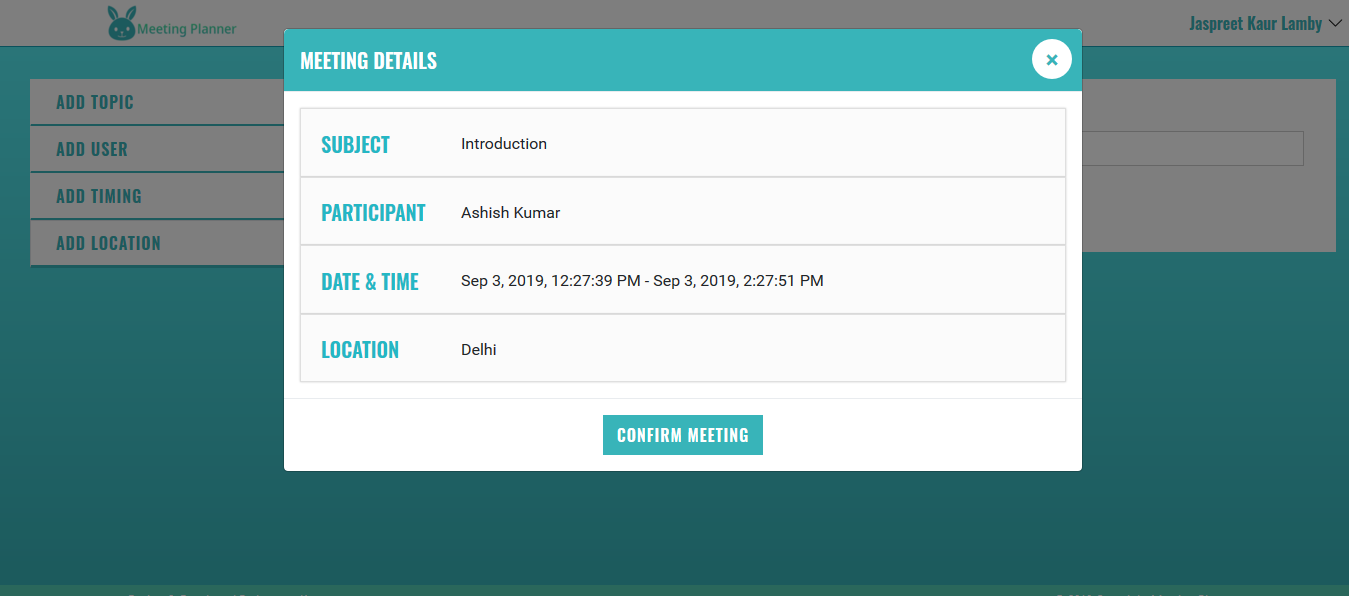 Meeting Planner
Jaspreet Kaur Lamby
MEETING DETAILS
×
ADD TOPIC
ADD USER
ADD TIMING
ADD LOCATION
SUBJECT Introduction
PARTICIPANT Ashish Kumar
DATE & TIME Sep 3, 2019, 12:27:39 PM - Sep 3, 2019, 2:27:51 PM
LOCATION Delhi
CONFIRM MEETING